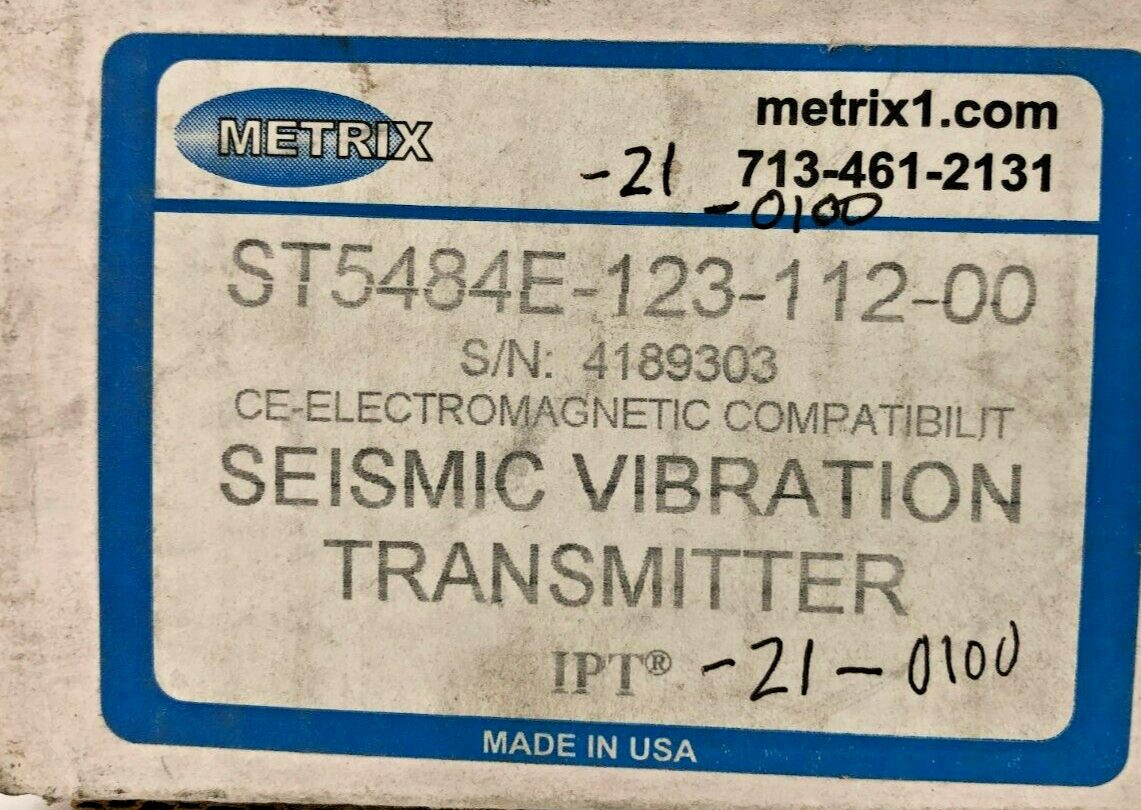 METRIX
metrix1.com
-21 713-461-2131
-0100
ST5484E-123-112-00
S/N: 4189303
CE-ELECTROMAGNETIC COMPATIBILIT
SEISMIC VIBRATION
TRANSMITTER
IPT® -21-0100
MADE IN USA